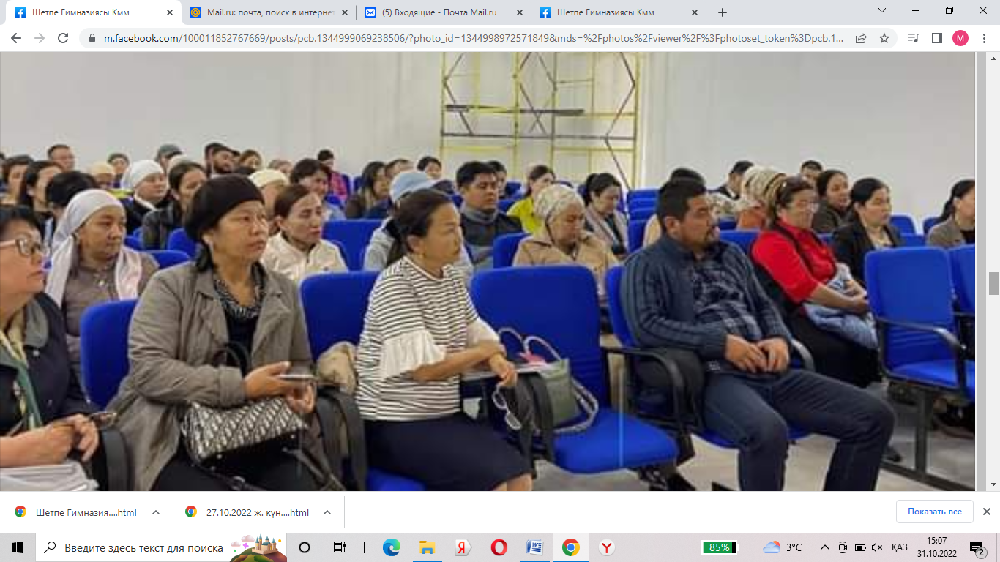 Шетпе Гимназиясы Кмм
Mail.ru: почта, поиск в интернет
(5) Входящие - Почта Mail.ru
Шетпе Гимназиясы Кмм
m.facebook.com/100011852767669/posts/pcb.1344999069238506/?photo_id=1344998972571849&mds=%2Fphotos%2Fviewer%2F%3Fphotoset_token%3Dpcb.1...
M
Шетпе Гимназия....html
27.10.2022 ж. күн....html
Показать все
Введите здесь текст для поиска
85%
3°C
ҚАЗ
15:07
31.10.2022
2